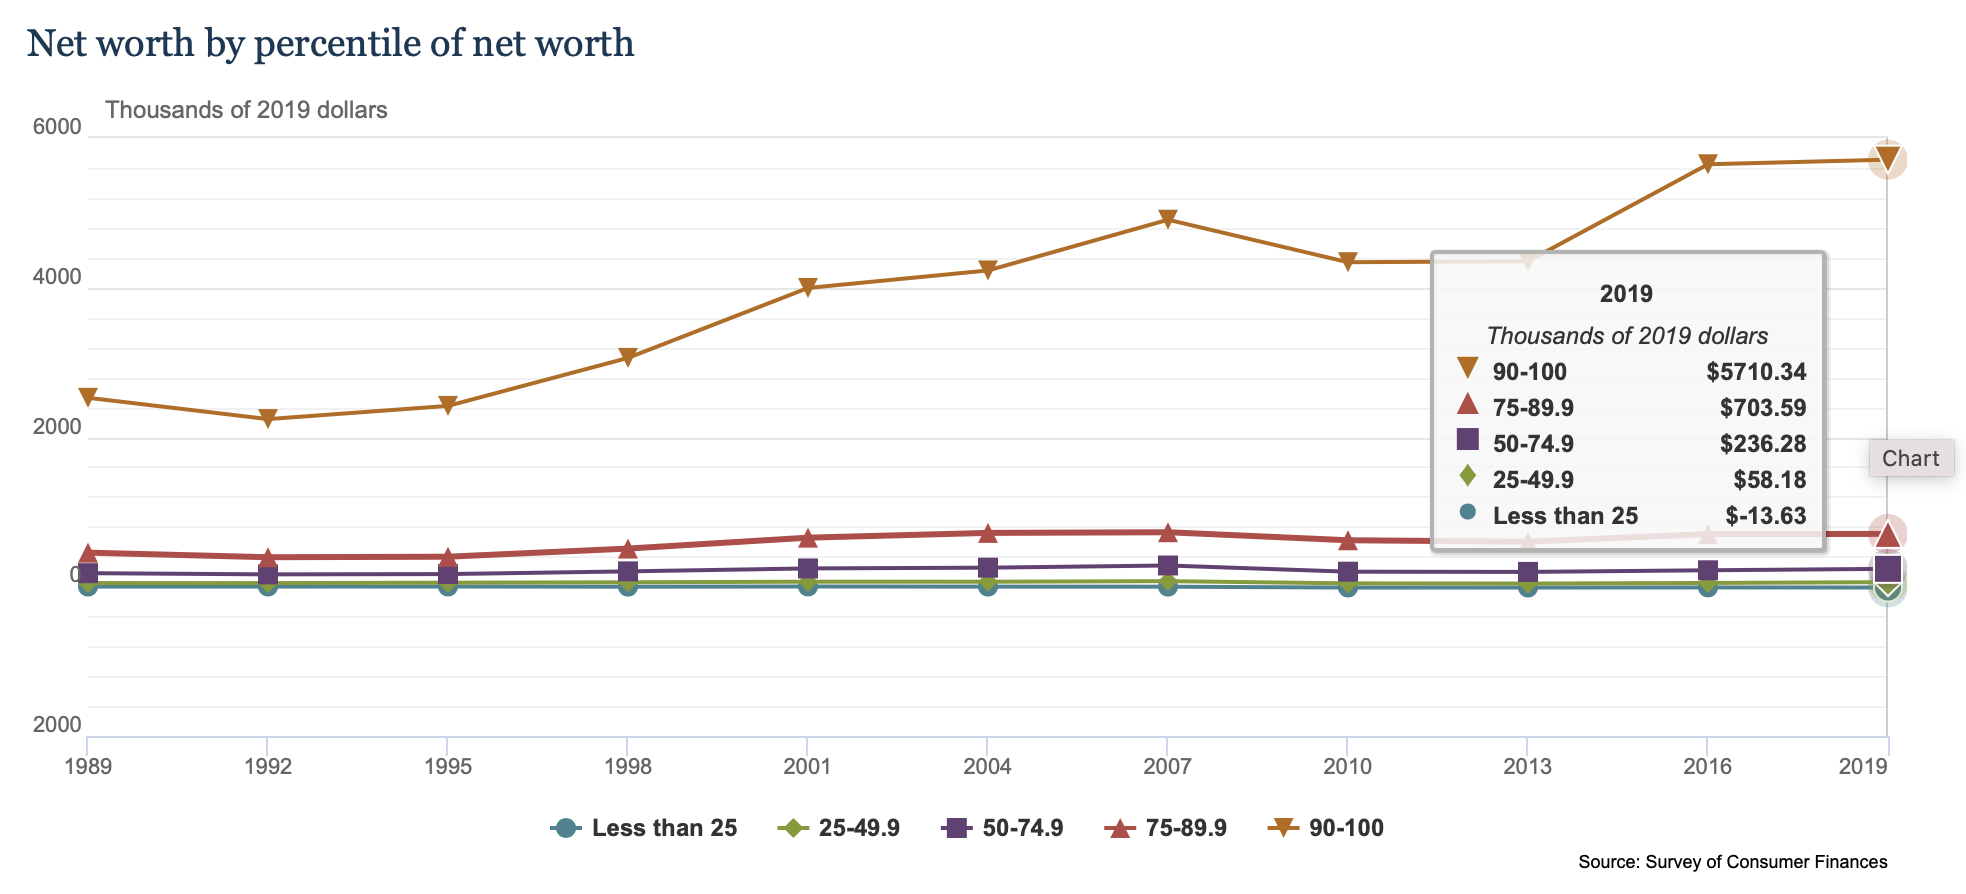 Net worth by percentile of net worth
Thousands of 2019 dollars
6000
4000
2000
0
2000
2019
Thousands of 2019 dollars
90-100 $5710.34
75-89.9 $703.59
50-74.9 $236.28
25-49.9 $58.18
Less than 25 $-13.63
Chart
1989 1992 1995 1998 2001 2004 2007 2010 2013 2016 2019
Less than 25 25-49.9 50-74.9 75-89.9 90-100
Source: Survey of Consumer Finances